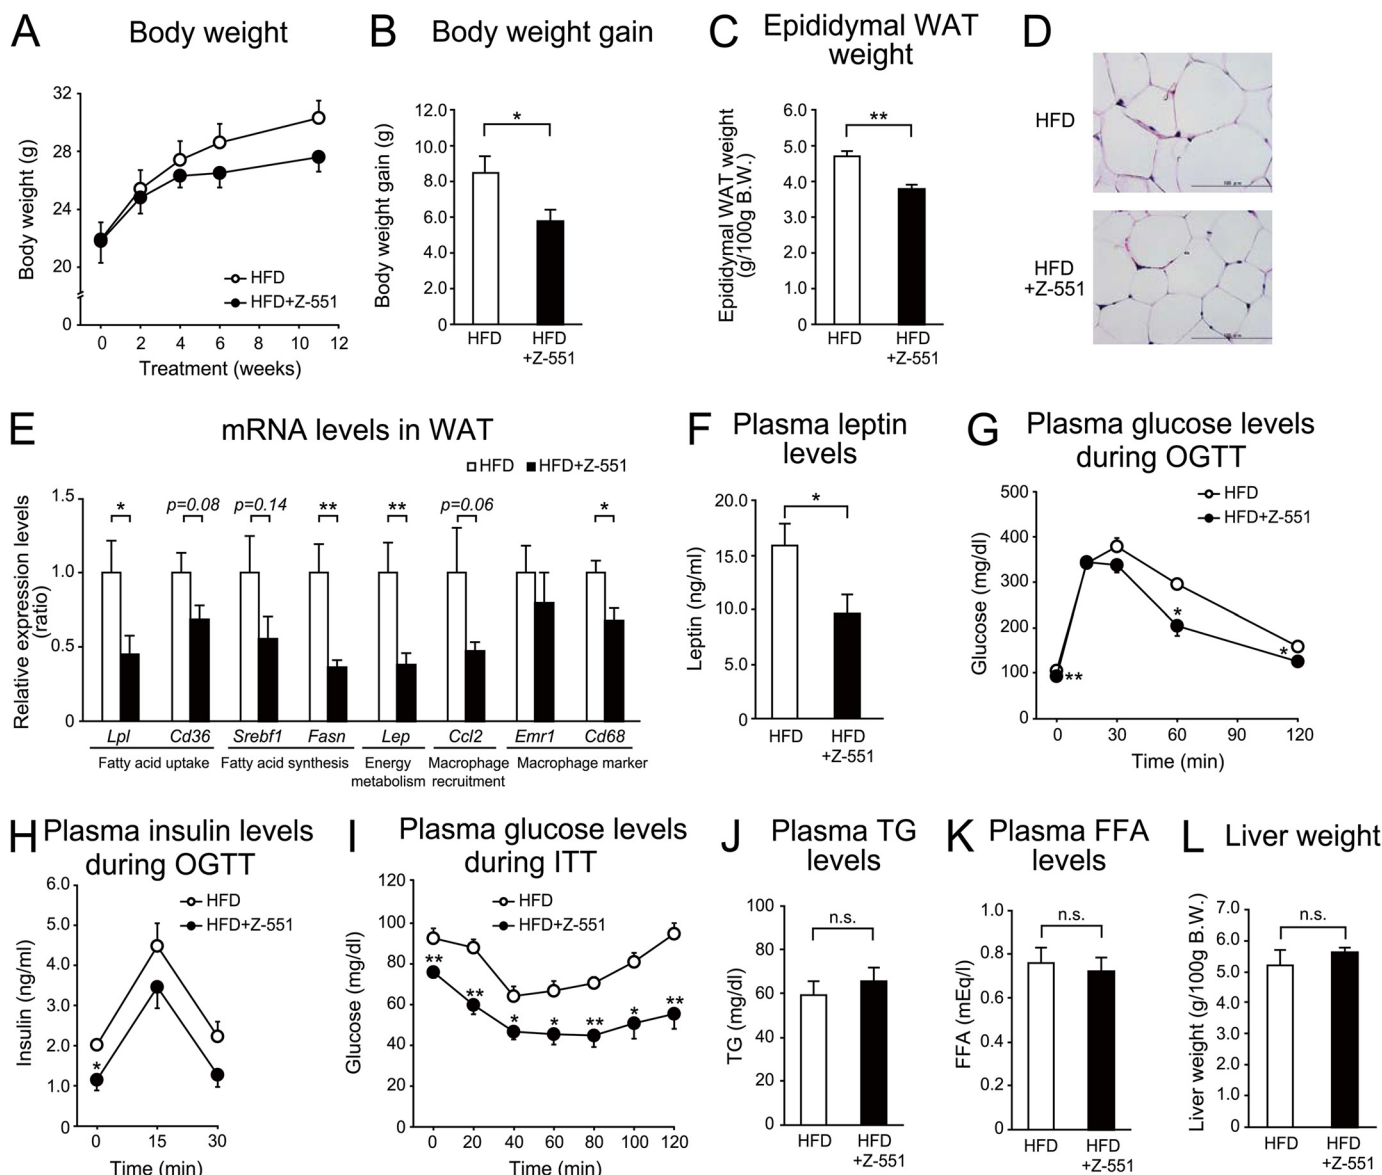 A Body weight
Body weight (g)
32
28
24
20
0
HFD
HFD+Z-551
0 2 4 6 8 10 12
Treatment (weeks)
B Body weight gain
Body weight gain (g)
12.0
10.0
8.0
6.0
4.0
2.0
0
*
HFD HFD
+Z-551
C Epididymal WAT
weight
Epididymal WAT weight
(g/100g B.W.)
6.0
5.0
4.0
3.0
2.0
1.0
0
**
HFD HFD
+Z-551
D
HFD
100 μm
HFD
+Z-551
E mRNA levels in WAT
HFD HFD+Z-551
Relative expression levels
(ratio)
1.5
1.0
0.5
0
* p=0.08 p=0.14 ** ** p=0.06 *
Lpl Cd36 Srebf1 Fasn Lep Ccl2 Emr1 Cd68
Fatty acid uptake Fatty acid synthesis Energy Macrophage Macrophage marker
metabolism recruitment
F Plasma leptin
levels
Leptin (ng/ml)
20.0
15.0
10.0
5.0
0
*
HFD HFD
+Z-551
G Plasma glucose levels
during OGTT
Glucose (mg/dl)
500
400
300
200
100
0
HFD
HFD+Z-551
**
*
*
0 30 60 90 120
Time (min)
H Plasma insulin levels
during OGTT
Insulin (ng/ml)
6.0
5.0
4.0
3.0
2.0
1.0
0
HFD
HFD+Z-551
*
0 15 30
Time (min)
I Plasma glucose levels
during ITT
Glucose (mg/dl)
120
100
80
60
40
20
0
HFD
HFD+Z-551
** ** * * ** * **
0 20 40 60 80 100 120
Time (min)
J Plasma TG
levels
TG (mg/dl)
100
80
60
40
20
0
n.s.
HFD HFD
+Z-551
K Plasma FFA
levels
FFA (mEq/l)
1.0
0.8
0.6
0.4
0.2
0
n.s.
HFD HFD
+Z-551
L Liver weight
Liver weight (g/100g B.W.)
7.0
6.0
5.0
4.0
3.0
2.0
1.0
0
n.s.
HFD HFD
+Z-551